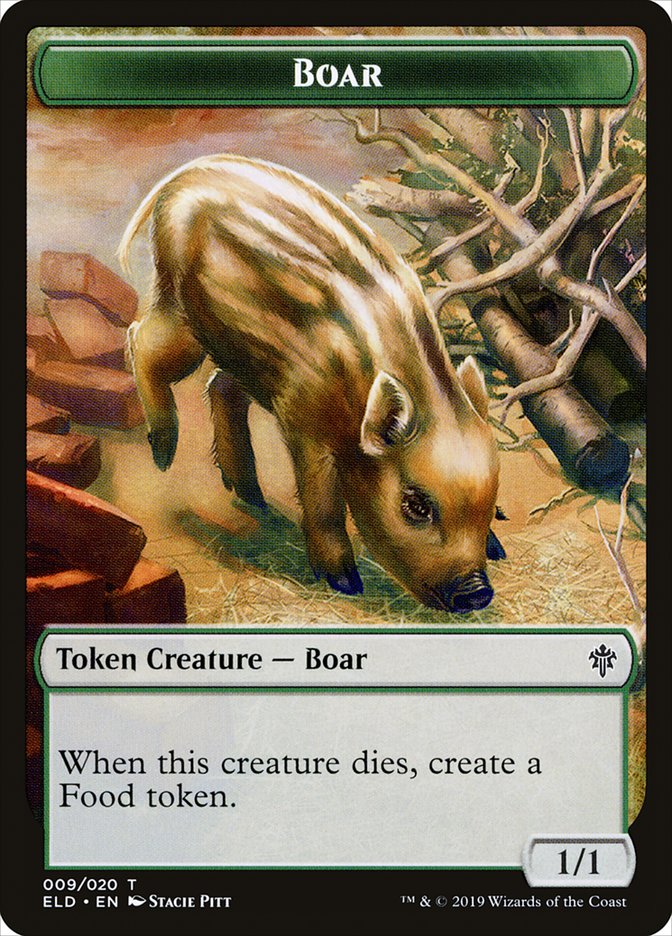 Boar
Token Creature — Boar
When this creature dies, create a
Food token.
1/1
009/020 T
ELD • EN Stacie Pitt
™ & © 2019 Wizards of the Coast